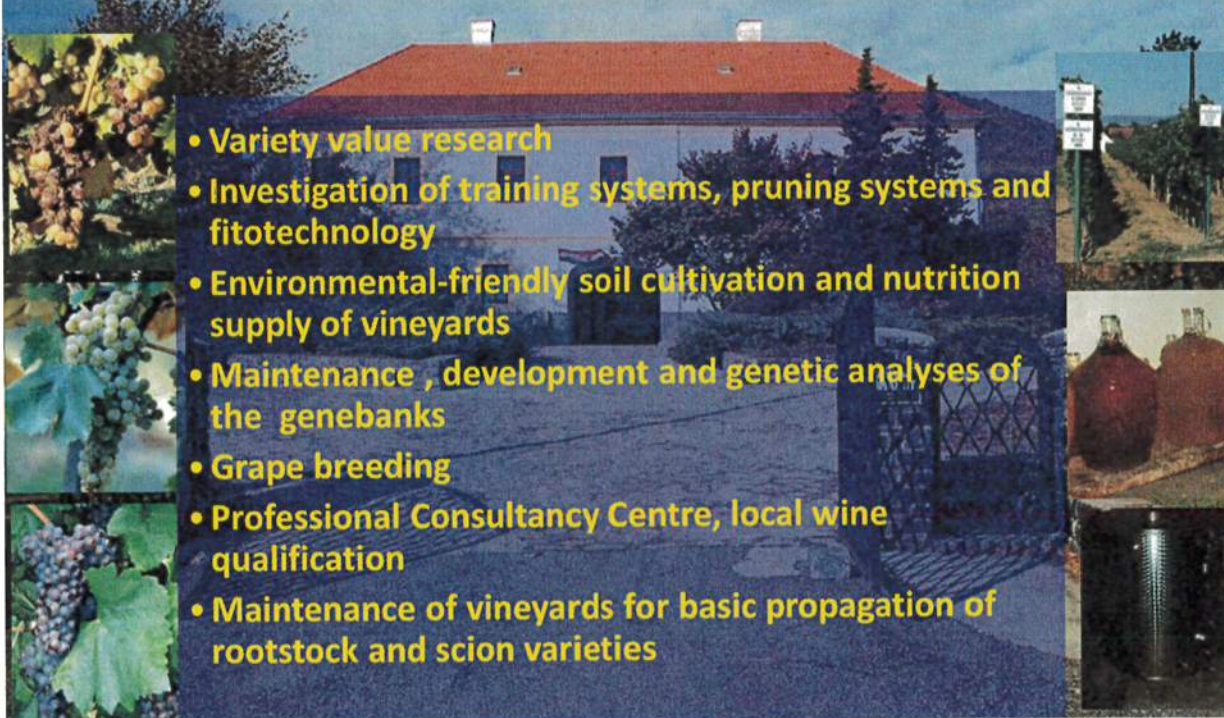 • Variety value research
• Investigation of training systems, pruning systems and
fitotechnology
• Environmental-friendly soil cultivation and nutrition
supply of vineyards
• Maintenance , development and genetic analyses of
the genebanks
• Grape breeding
• Professional Consultancy Centre, local wine
qualification
• Maintenance of vineyards for basic propagation of
rootstock and scion varieties